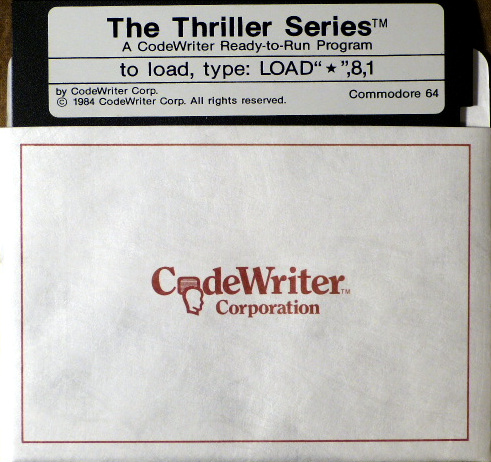 The Thriller Series™
A CodeWriter Ready-to-Run Program
to load, type: LOAD“★”,8,1
by CodeWriter Corp.
© 1984 CodeWriter Corp. All rights reserved.
Commodore 64
CodeWriter™
Corporation